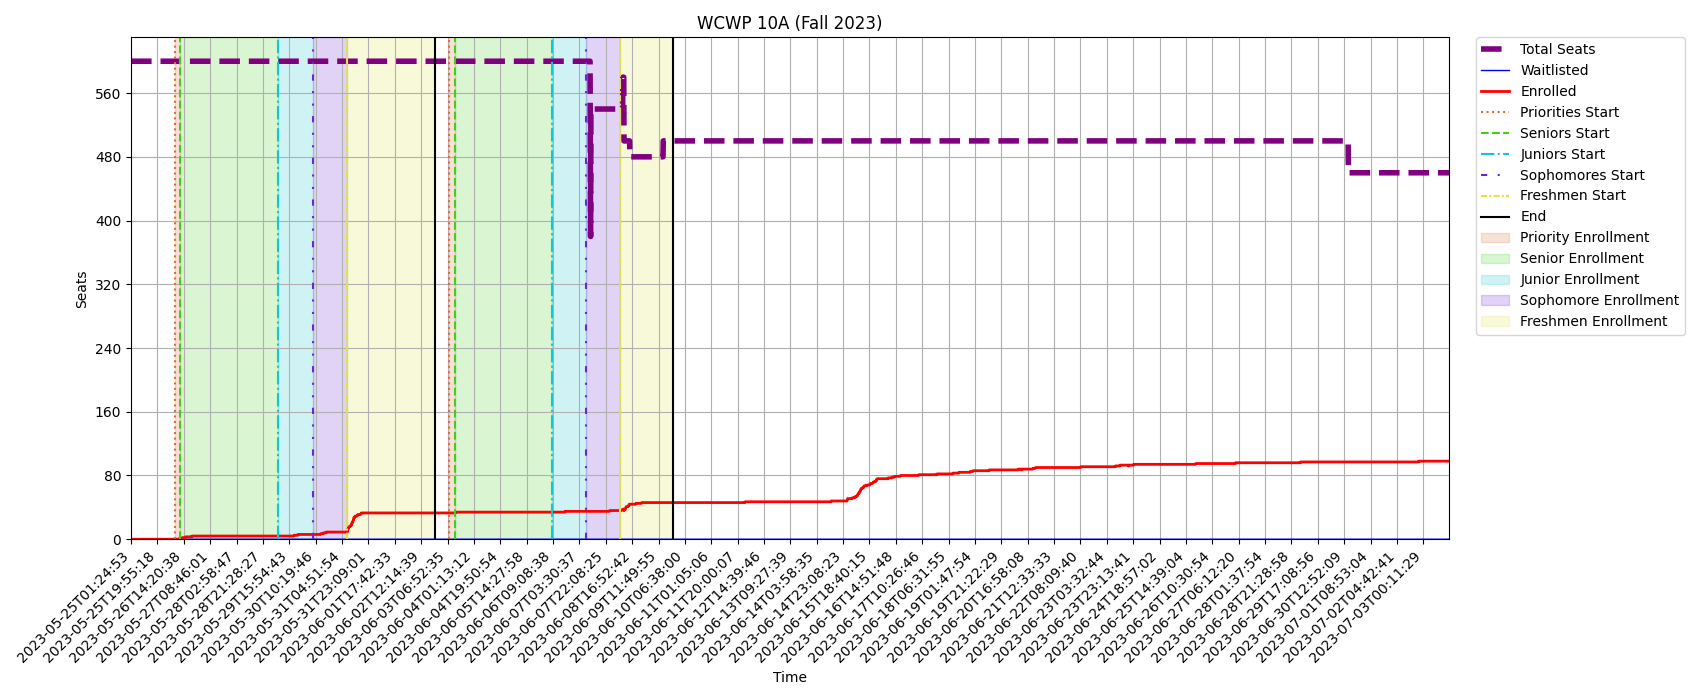 WCWP 10A (Fall 2023)
Seats
560
480
400
320
240
160
80
0
2023-05-25T01:24:53
2023-05-25T19:55:18
2023-05-26T14:20:38
2023-05-27T08:46:01
2023-05-28T02:58:47
2023-05-28T21:28:27
2023-05-29T15:54:43
2023-05-30T10:19:46
2023-05-31T04:51:54
2023-05-31T23:09:01
2023-06-01T17:42:33
2023-06-02T12:14:39
2023-06-03T06:52:35
2023-06-04T01:13:12
2023-06-04T19:50:54
2023-06-05T14:27:58
2023-06-06T09:08:38
2023-06-07T03:30:37
2023-06-07T22:08:25
2023-06-08T16:52:42
2023-06-09T11:49:55
2023-06-10T06:38:00
2023-06-11T01:05:06
2023-06-11T20:00:07
2023-06-12T14:39:46
2023-06-13T09:27:39
2023-06-14T03:58:35
2023-06-14T23:08:23
2023-06-15T18:40:15
2023-06-16T14:51:48
2023-06-17T10:26:46
2023-06-18T06:31:55
2023-06-19T01:47:54
2023-06-19T21:22:29
2023-06-20T16:58:08
2023-06-21T12:33:33
2023-06-22T08:09:40
2023-06-23T03:32:44
2023-06-23T23:13:41
2023-06-24T18:57:02
2023-06-25T14:39:04
2023-06-26T10:30:54
2023-06-27T06:12:20
2023-06-28T01:37:54
2023-06-28T21:28:58
2023-06-29T17:08:56
2023-06-30T12:52:09
2023-07-01T08:53:04
2023-07-02T04:42:41
2023-07-03T00:11:29
Time
Total Seats
Waitlisted
Enrolled
Priorities Start
Seniors Start
Juniors Start
Sophomores Start
Freshmen Start
End
Priority Enrollment
Senior Enrollment
Junior Enrollment
Sophomore Enrollment
Freshmen Enrollment